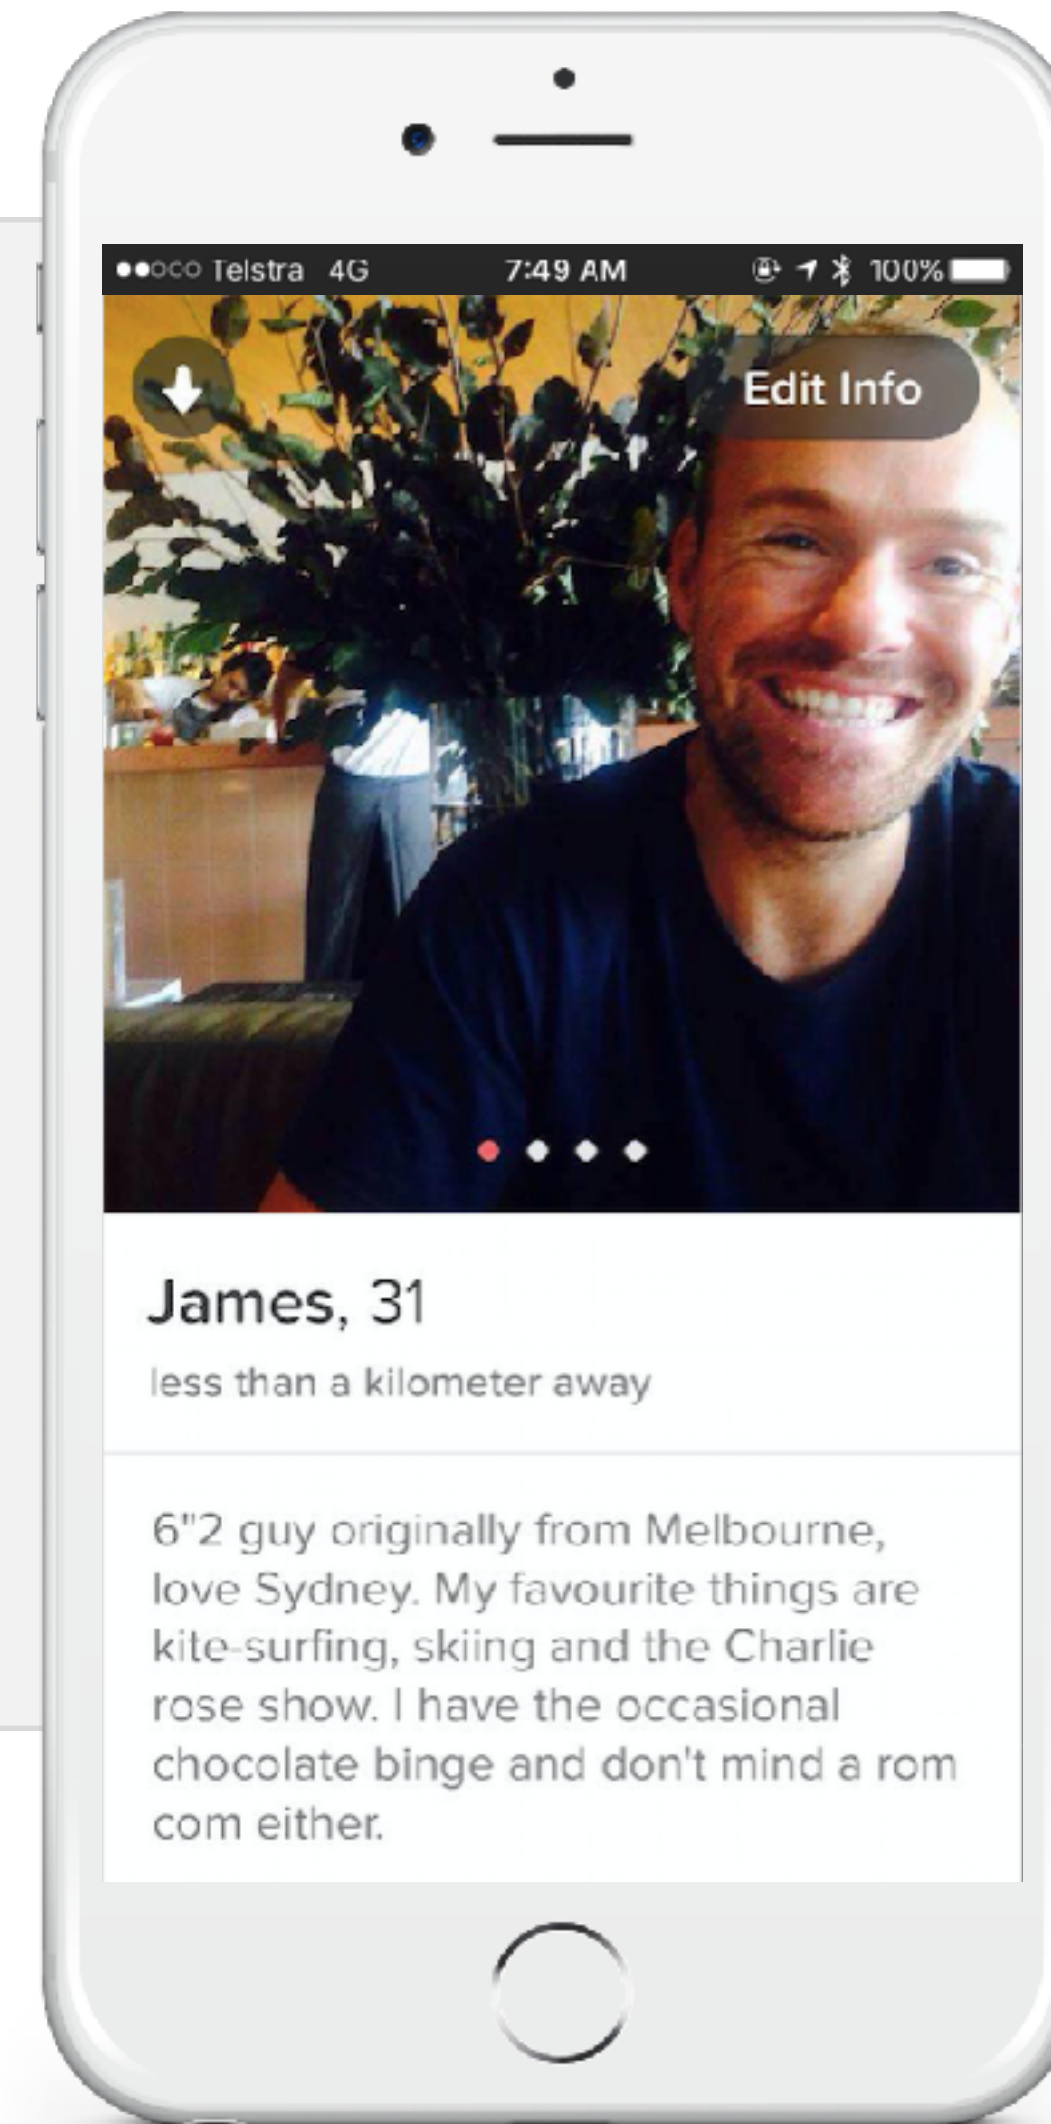 Telstra 4G 7:49 AM 100%
Edit Info
James, 31
less than a kilometer away
6"2 guy originally from Melbourne,
love Sydney. My favourite things are
kite-surfing, skiing and the Charlie
rose show. I have the occasional
chocolate binge and don't mind a rom
com either.